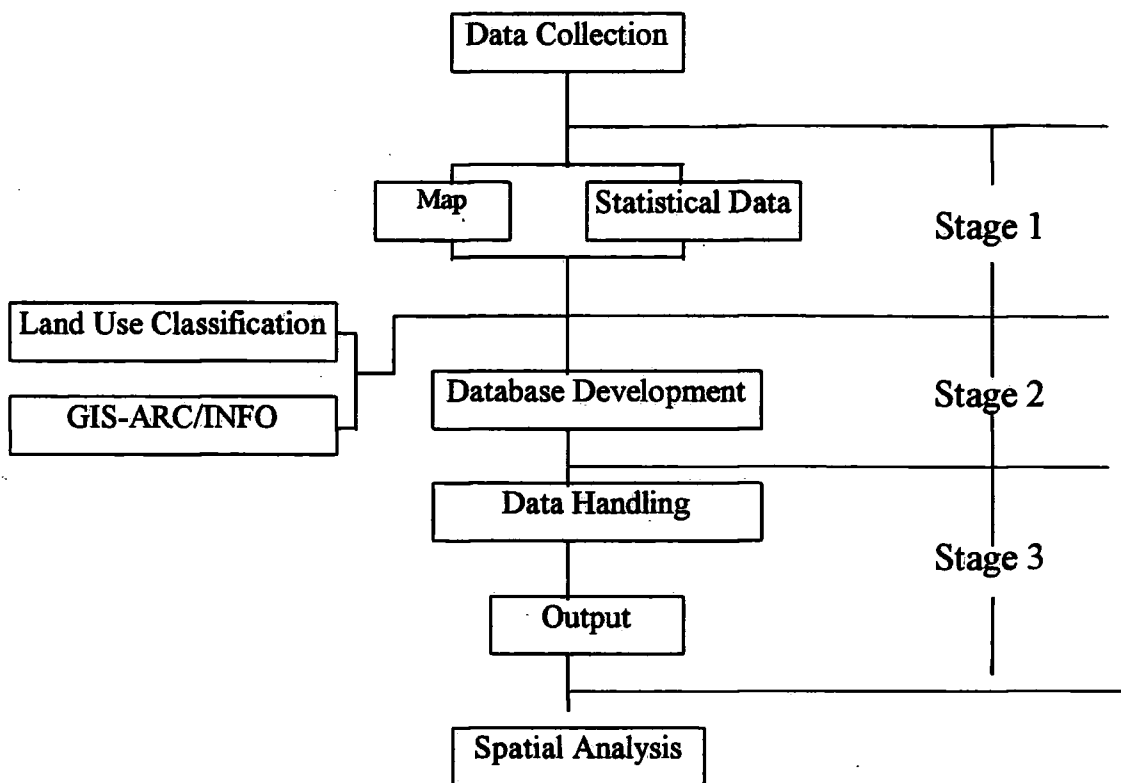 Data Collection
Map
Statistical Data
Stage 1
Land Use Classification
Database Development
Stage 2
GIS-ARC/INFO
Data Handling
Stage 3
Output
Spatial Analysis